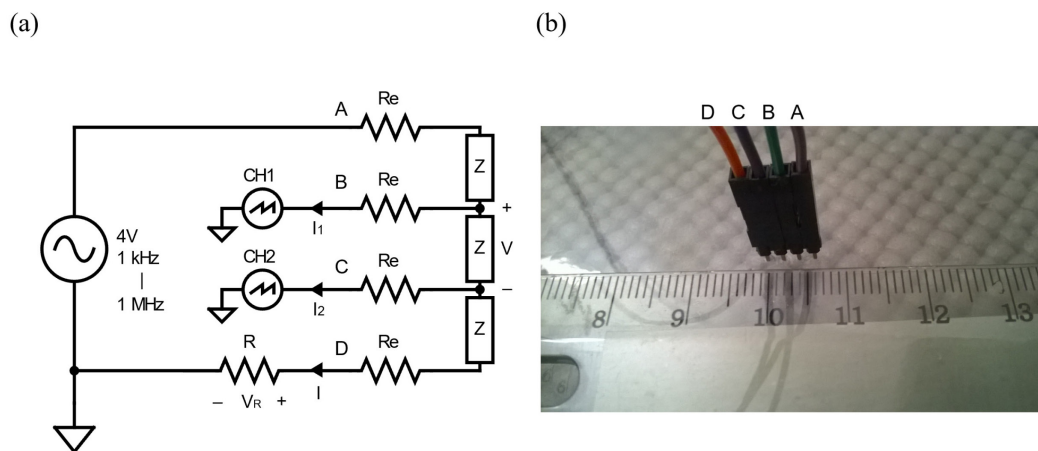 (a)
(b)
A
Re
Z
CH1
B
Re
+
I1
Z
V
4V
1 kHz
|
1 MHz
CH2
C
Re
–
I2
Z
R
D
Re
– VR +
I
D C B A
8 9 10 11 12 13